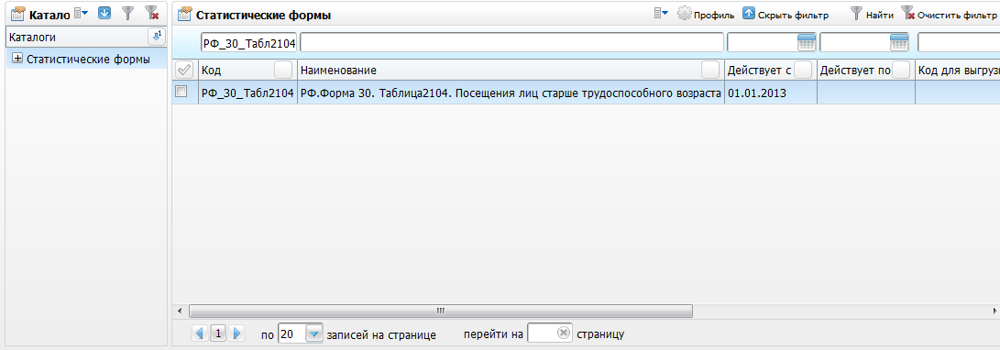 Катало
Каталоги
Статистические формы
Статистические формы
Профиль Скрыть фильтр Найти Очистить фильтр
РФ_30_Табл2104
Код Наименование Действует с Действует по Код для выгрузк
РФ_30_Табл2104 РФ.Форма 30. Таблица2104. Посещения лиц старше трудоспособного возраста 01.01.2013
1 по 20 записей на странице перейти на страницу